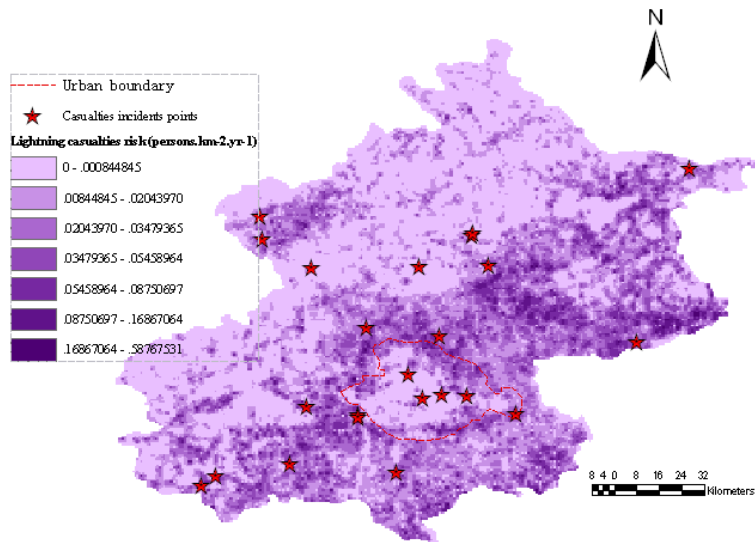 N
Urban boundary
Casualties incidents points
Lightning casualties risk(persons.km-2.yr-1)
0 - .000844845
.00844845 - .02043970
.02043970 - .03479365
.03479365 - .05458964
.05458964 - .08750697
.08750697 - .16867064
.16867064 - .58767531
8 4 0 8 16 24 32
Kilometers